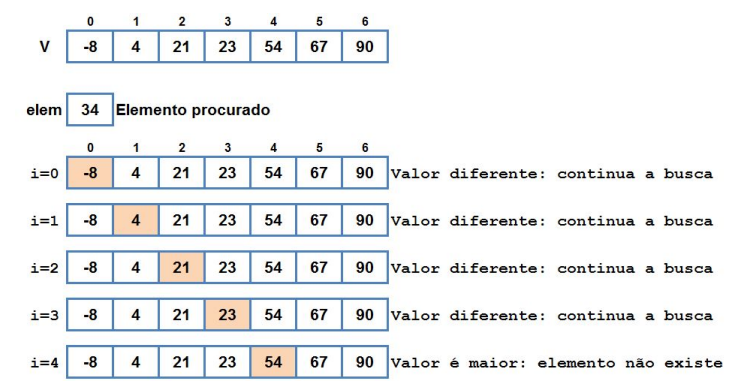 0 1 2 3 4 5 6
V -8 4 21 23 54 67 90
elem 34 Elemento procurado
0 1 2 3 4 5 6
i=0 -8 4 21 23 54 67 90 Valor diferente: continua a busca
i=1 -8 4 21 23 54 67 90 Valor diferente: continua a busca
i=2 -8 4 21 23 54 67 90 Valor diferente: continua a busca
i=3 -8 4 21 23 54 67 90 Valor diferente: continua a busca
i=4 -8 4 21 23 54 67 90 Valor é maior: elemento não existe